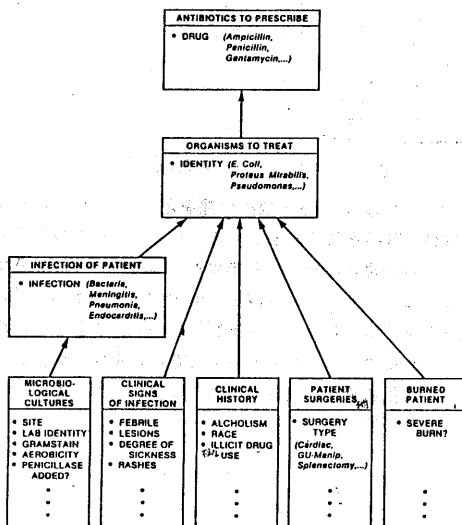 ANTIBIOTICS TO PRESCRIBE
• DRUG (Ampicillin,
Penicillin,
Gentamycin,...)
ORGANISMS TO TREAT
• IDENTITY (E. Coli,
Proteus Mirabilis,
Pseudomonas,...)
INFECTION OF PATIENT
• INFECTION (Bacteria,
Meningitis,
Pneumonia,
Endocarditis,...)
MICROBIO-
LOGICAL
CULTURES
• SITE
• LAB IDENTITY
• GRAMSTAIN
• AEROBICITY
• PENICILLASE
ADDED?
CLINICAL
SIGNS
OF INFECTION
• FEBRILE
• LESIONS
• DEGREE OF
SICKNESS
• RASHES
CLINICAL
HISTORY
• ALCHOLISM
• RACE
• ILLICIT DRUG
USE
PATIENT
SURGERIES
• SURGERY
TYPE
(Cardiac,
GU-Manip,
Splenectomy,...)
BURNED
PATIENT
• SEVERE
BURN?